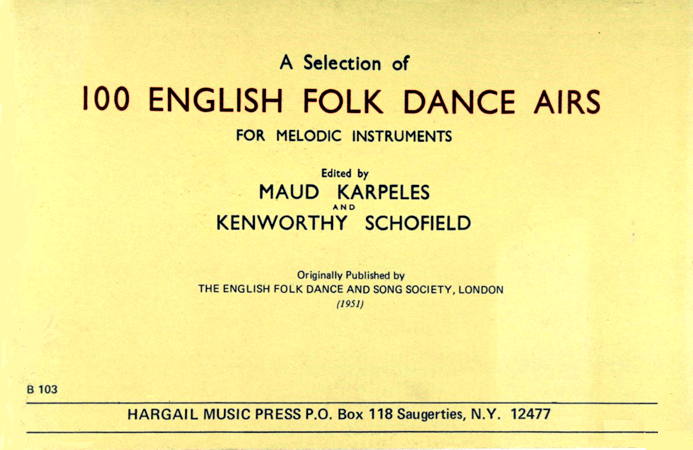 A Selection of
100 ENGLISH FOLK DANCE AIRS
FOR MELODIC INSTRUMENTS
Edited by
MAUD KARPELES
AND
KENWORTHY SCHOFIELD
Originally Published by
THE ENGLISH FOLK DANCE AND SONG SOCIETY, LONDON
(1951)
B 103
HARGAIL MUSIC PRESS P.O. Box 118 Saugerties, N.Y. 12477